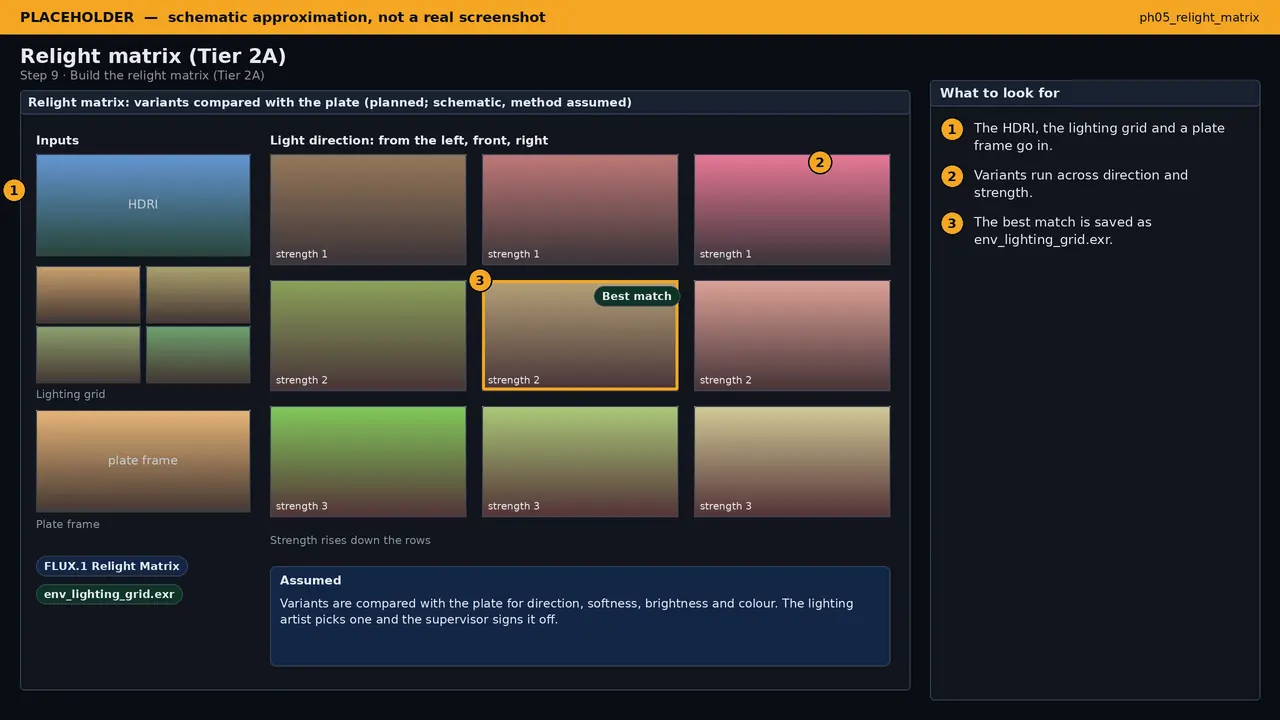 PLACEHOLDER — schematic approximation, not a real screenshot
ph05_relight_matrix
Relight matrix (Tier 2A)
Step 9 · Build the relight matrix (Tier 2A)
Relight matrix: variants compared with the plate (planned; schematic, method assumed)
Inputs
Light direction: from the left, front, right
1
HDRI
2
strength 1
strength 1
strength 1
3
Best match
strength 2
strength 2
strength 2
Lighting grid
plate frame
strength 3
strength 3
strength 3
Plate frame
Strength rises down the rows
FLUX.1 Relight Matrix
env_lighting_grid.exr
Assumed
Variants are compared with the plate for direction, softness, brightness and colour. The lighting
artist picks one and the supervisor signs it off.
What to look for
1
The HDRI, the lighting grid and a plate
frame go in.
2
Variants run across direction and
strength.
3
The best match is saved as
env_lighting_grid.exr.